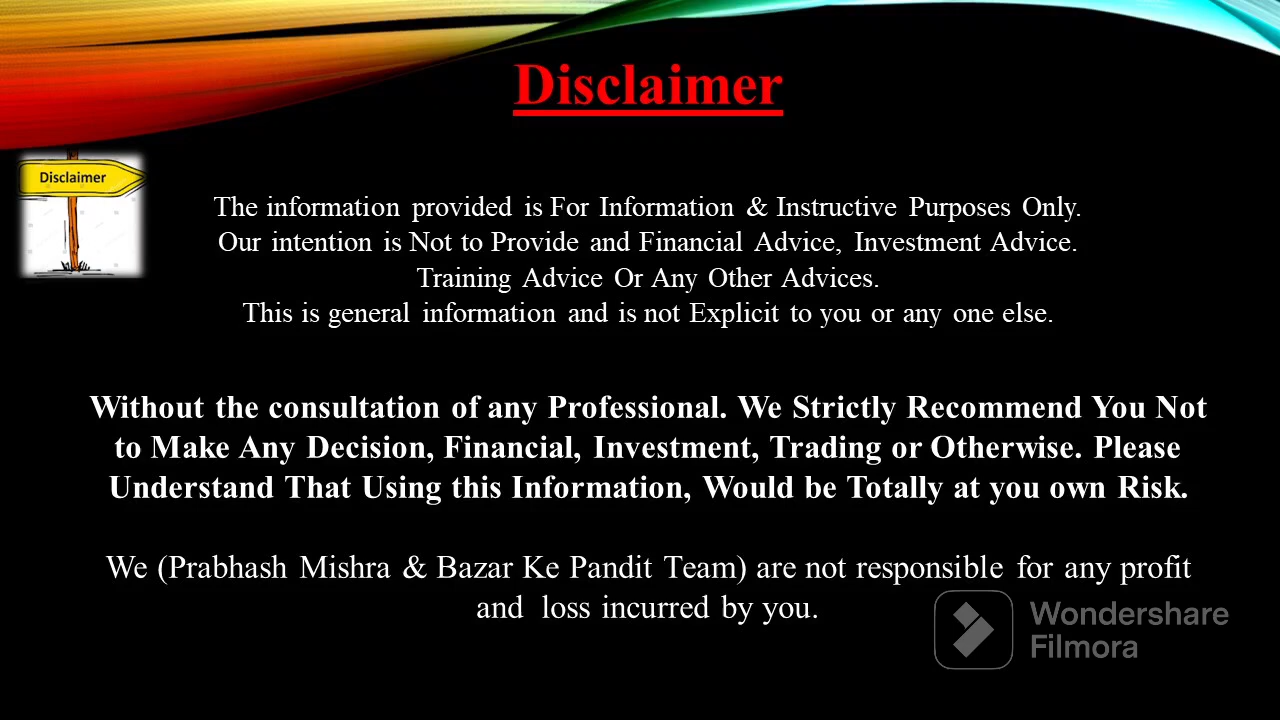 Disclaimer
Disclaimer
The information provided is For Information & Instructive Purposes Only.
Our intention is Not to Provide and Financial Advice, Investment Advice.
Training Advice Or Any Other Advices.
This is general information and is not Explicit to you or any one else.
Without the consultation of any Professional. We Strictly Recommend You Not
to Make Any Decision, Financial, Investment, Trading or Otherwise. Please
Understand That Using this Information, Would be Totally at you own Risk.
We (Prabhash Mishra & Bazar Ke Pandit Team) are not responsible for any profit
and loss incurred by you.
Wondershare
Filmora